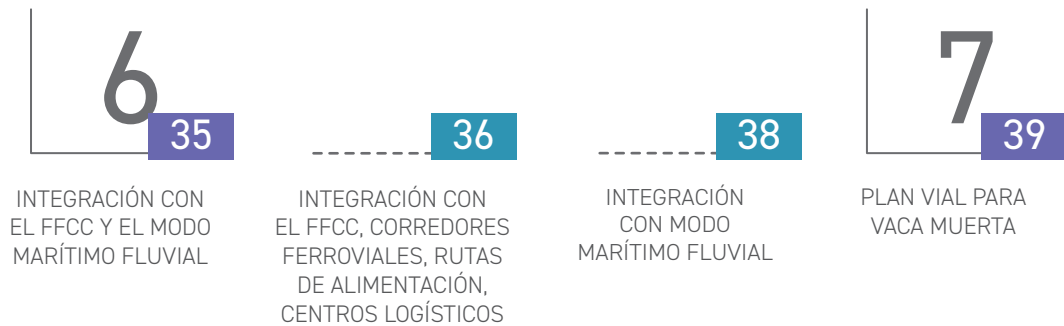 6
35
INTEGRACIÓN CON
EL FFCC Y EL MODO
MARÍTIMO FLUVIAL
36
INTEGRACIÓN CON
EL FFCC, CORREDORES
FERROVIALES, RUTAS
DE ALIMENTACIÓN,
CENTROS LOGÍSTICOS
38
INTEGRACIÓN
CON MODO
MARÍTIMO FLUVIAL
7
39
PLAN VIAL PARA
VACA MUERTA